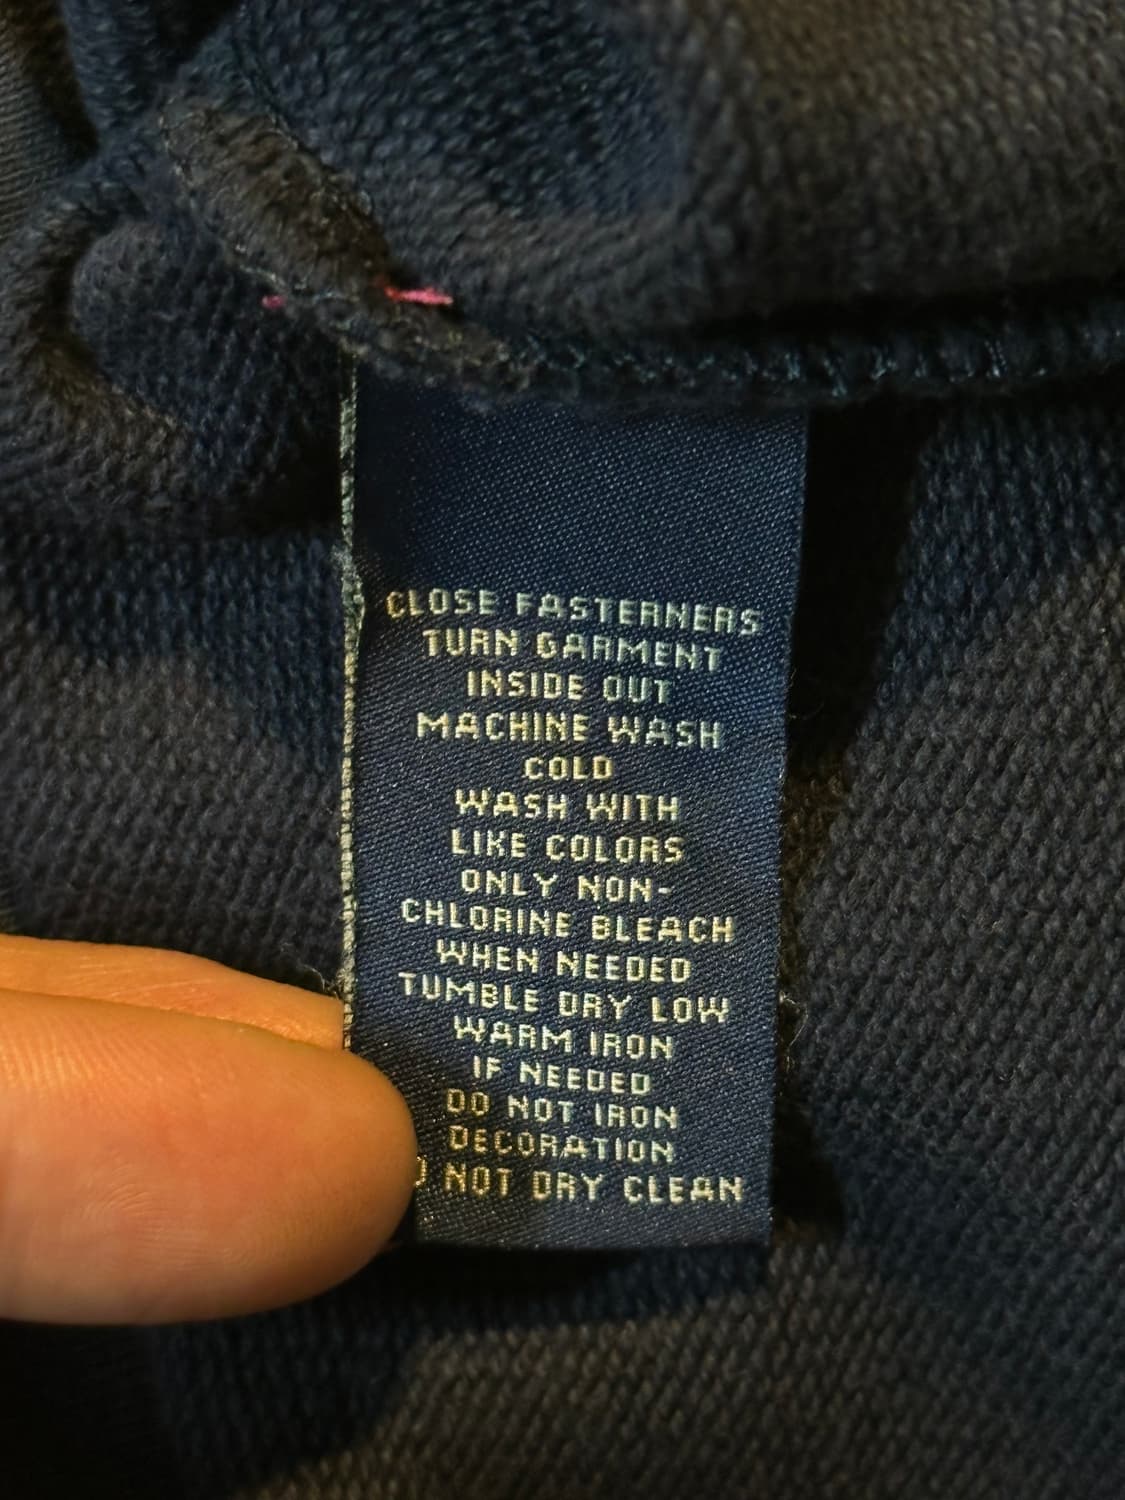 CLOSE FASTERNERS
TURN GARMENT
INSIDE OUT
MACHINE WASH
COLD
WASH WITH
LIKE COLORS
ONLY NON-
CHLORINE BLEACH
WHEN NEEDED
TUMBLE DRY LOW
WARM IRON
IF NEEDED
DO NOT IRON
DECORATION
NOT DRY CLEAN